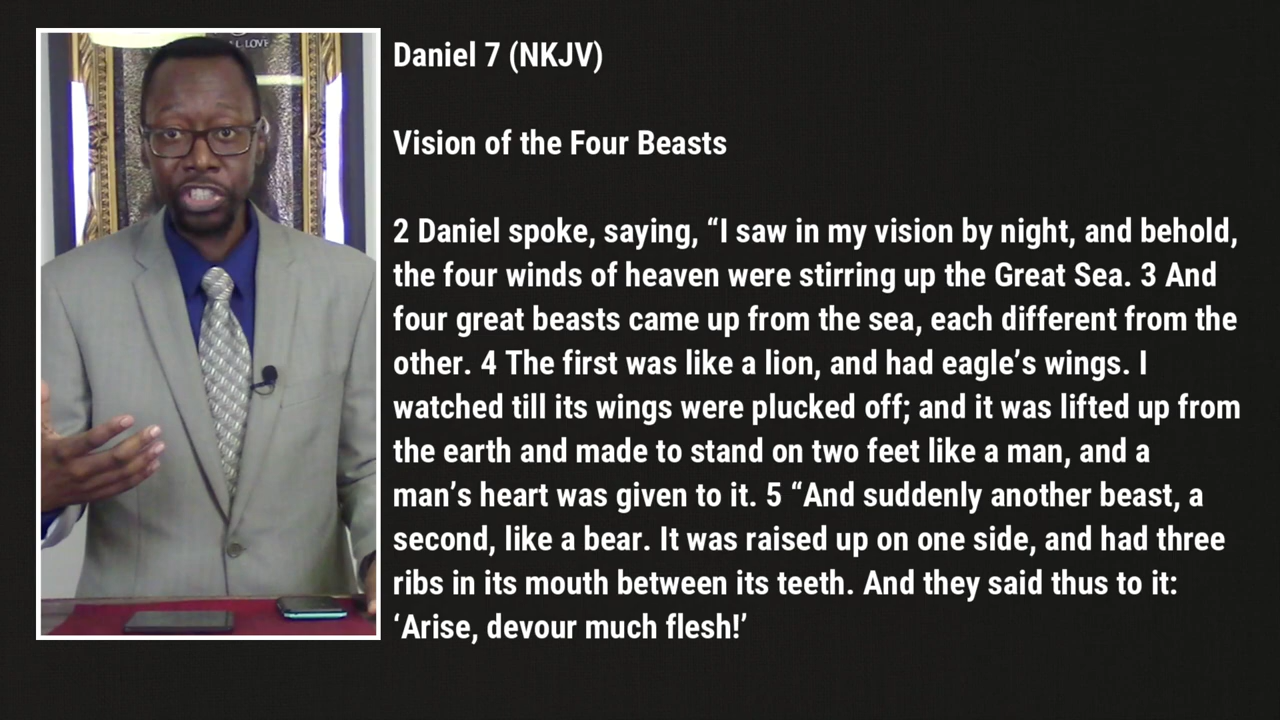 L. LOVE
Daniel 7 (NKJV)
Vision of the Four Beasts
2 Daniel spoke, saying, “I saw in my vision by night, and behold,
the four winds of heaven were stirring up the Great Sea. 3 And
four great beasts came up from the sea, each different from the
other. 4 The first was like a lion, and had eagle’s wings. I
watched till its wings were plucked off; and it was lifted up from
the earth and made to stand on two feet like a man, and a
man’s heart was given to it. 5 “And suddenly another beast, a
second, like a bear. It was raised up on one side, and had three
ribs in its mouth between its teeth. And they said thus to it:
‘Arise, devour much flesh!’